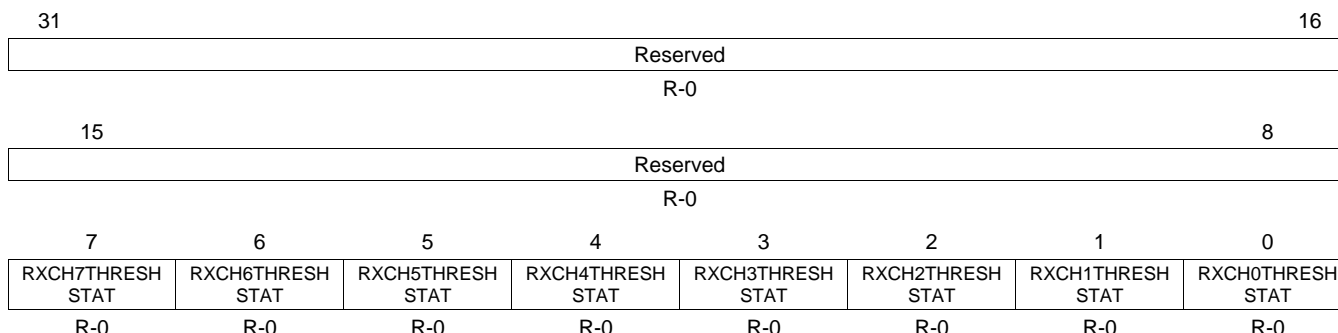 31 16
Reserved
R-0
15 8
Reserved
R-0
7 6 5 4 3 2 1 0
RXCH7THRESH RXCH6THRESH RXCH5THRESH RXCH4THRESH RXCH3THRESH RXCH2THRESH RXCH1THRESH RXCH0THRESH
STAT STAT STAT STAT STAT STAT STAT STAT
R-0 R-0 R-0 R-0 R-0 R-0 R-0 R-0